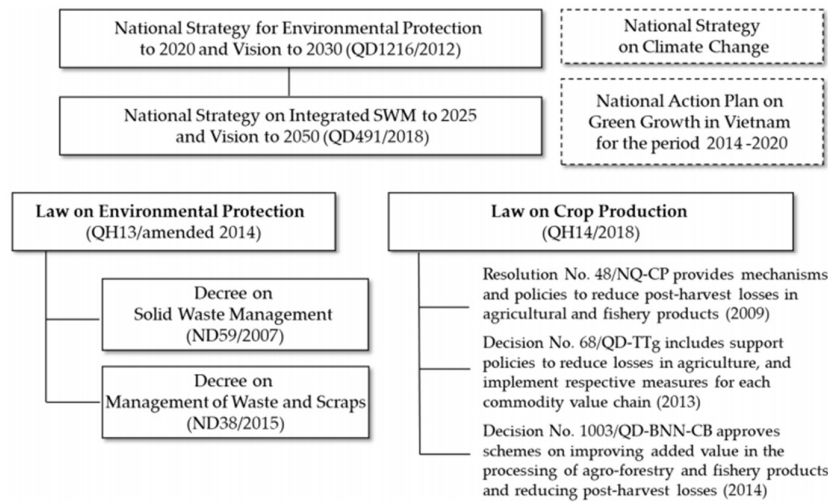 National Strategy for Environmental Protection
to 2020 and Vision to 2030 (QD1216/2012)
National Strategy
on Climate Change
National Strategy on Integrated SWM to 2025
and Vision to 2050 (QD491/2018)
National Action Plan on
Green Growth in Vietnam
for the period 2014-2020
Law on Environmental Protection
(QH13/amended 2014)
Decree on
Solid Waste Management
(ND59/2007)
Decree on
Management of Waste and Scraps
(ND38/2015)
Law on Crop Production
(QH14/2018)
Resolution No. 48/NQ-CP provides mechanisms
and policies to reduce post-harvest losses in
agricultural and fishery products (2009)
Decision No. 68/QD-TTg includes support
policies to reduce losses in agriculture, and
implement respective measures for each
commodity value chain (2013)
Decision No. 1003/QD-BNN-CB approves
schemes on improving added value in the
processing of agro-forestry and fishery products
and reducing post-harvest losses (2014)